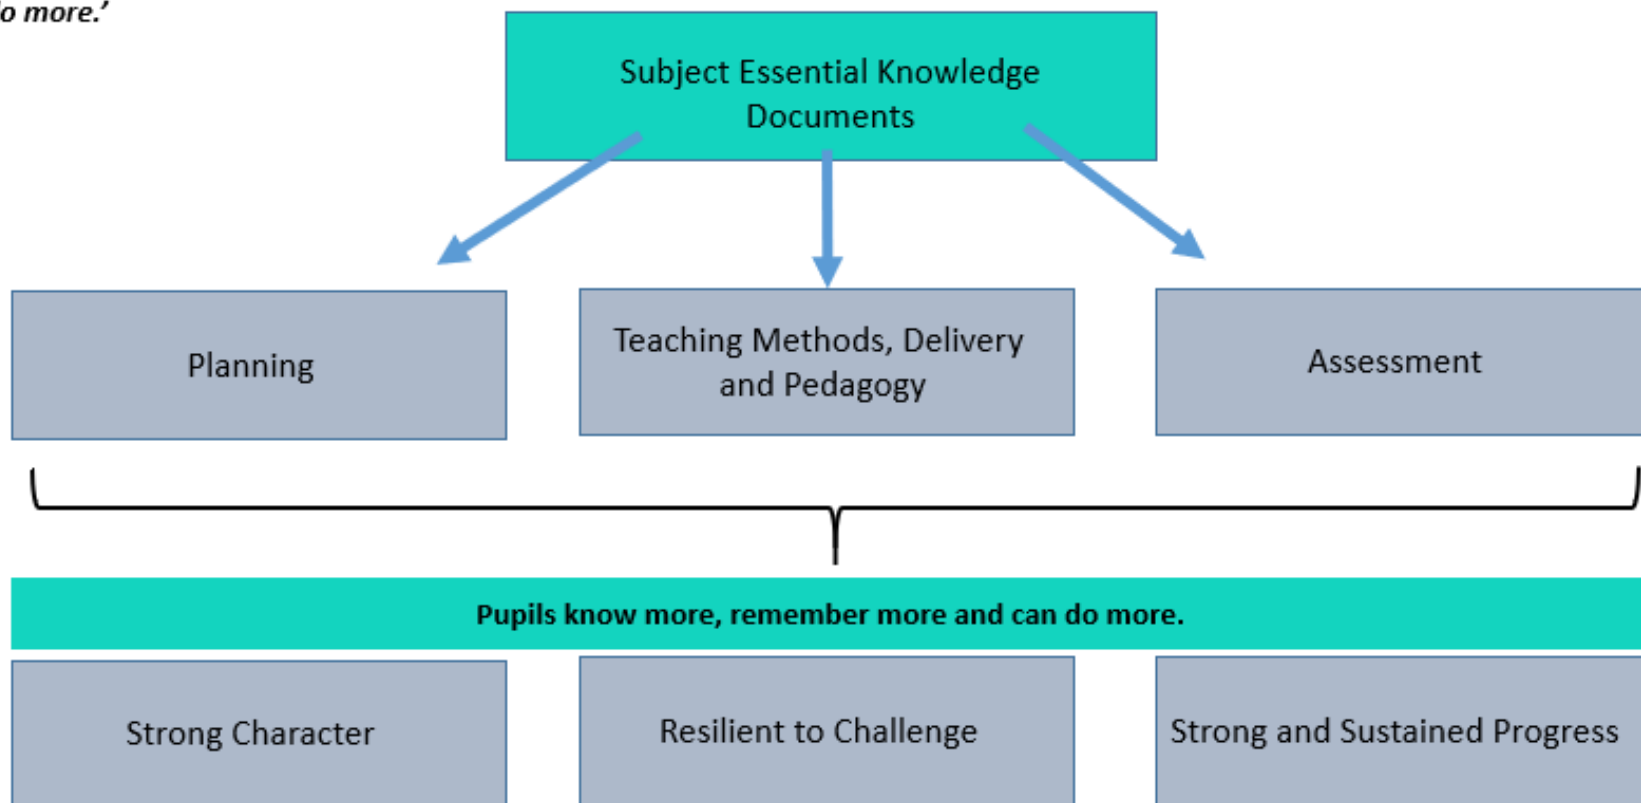 do more.’
Subject Essential Knowledge
Documents
Planning
Teaching Methods, Delivery
and Pedagogy
Assessment
Pupils know more, remember more and can do more.
Strong Character
Resilient to Challenge
Strong and Sustained Progress